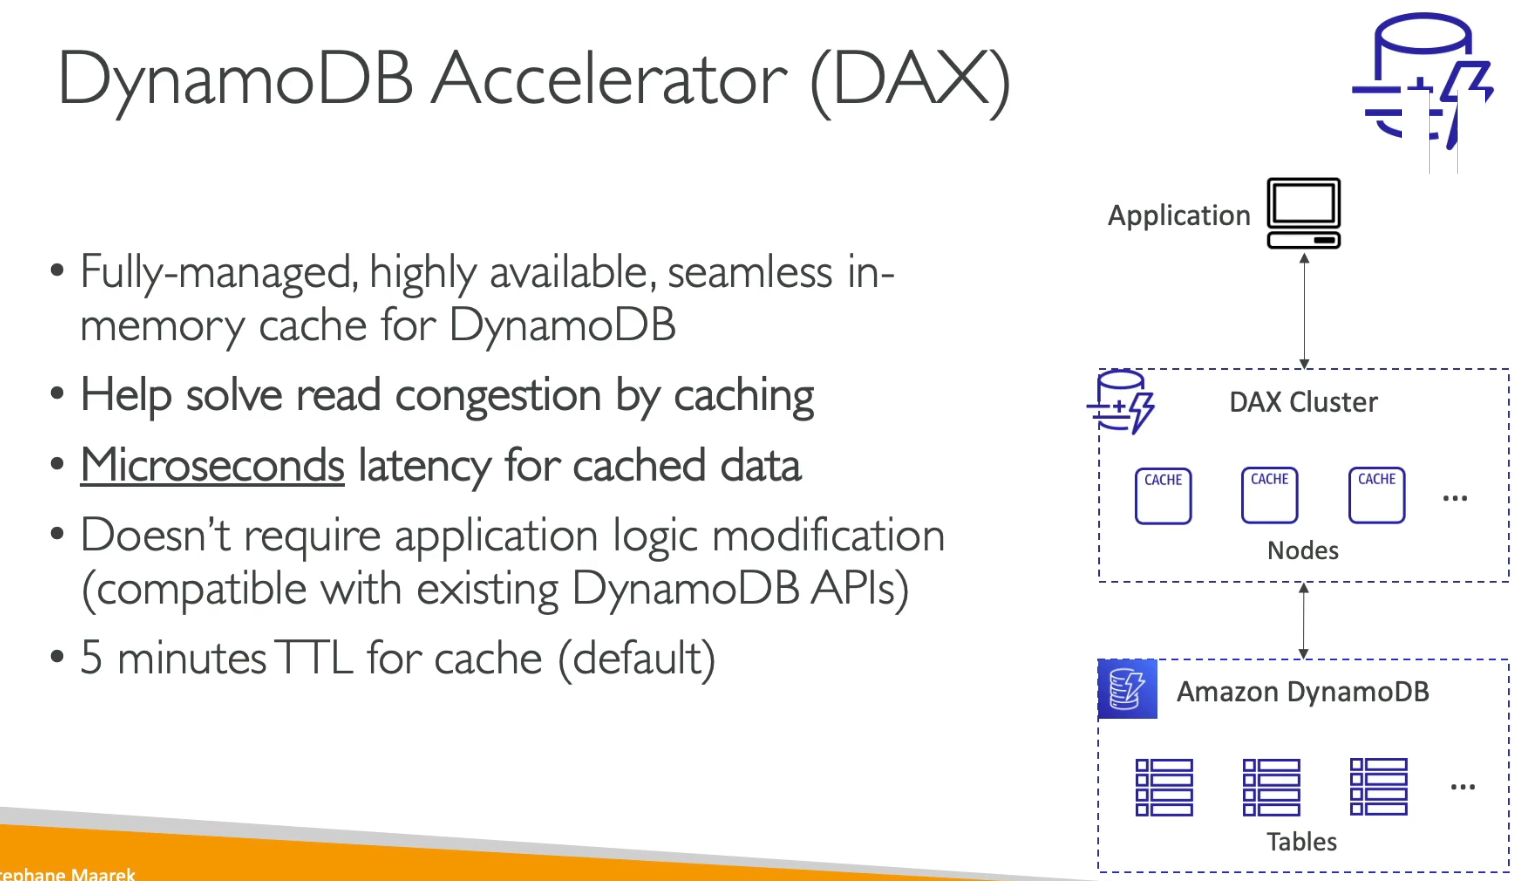 DynamoDB Accelerator (DAX)
• Fully-managed, highly available, seamless in-
memory cache for DynamoDB
• Help solve read congestion by caching
• Microseconds latency for cached data
• Doesn’t require application logic modification
(compatible with existing DynamoDB APIs)
• 5 minutes TTL for cache (default)
Application
DAX Cluster
CACHE
CACHE
CACHE
...
Nodes
Amazon DynamoDB
...
Tables
Maarek